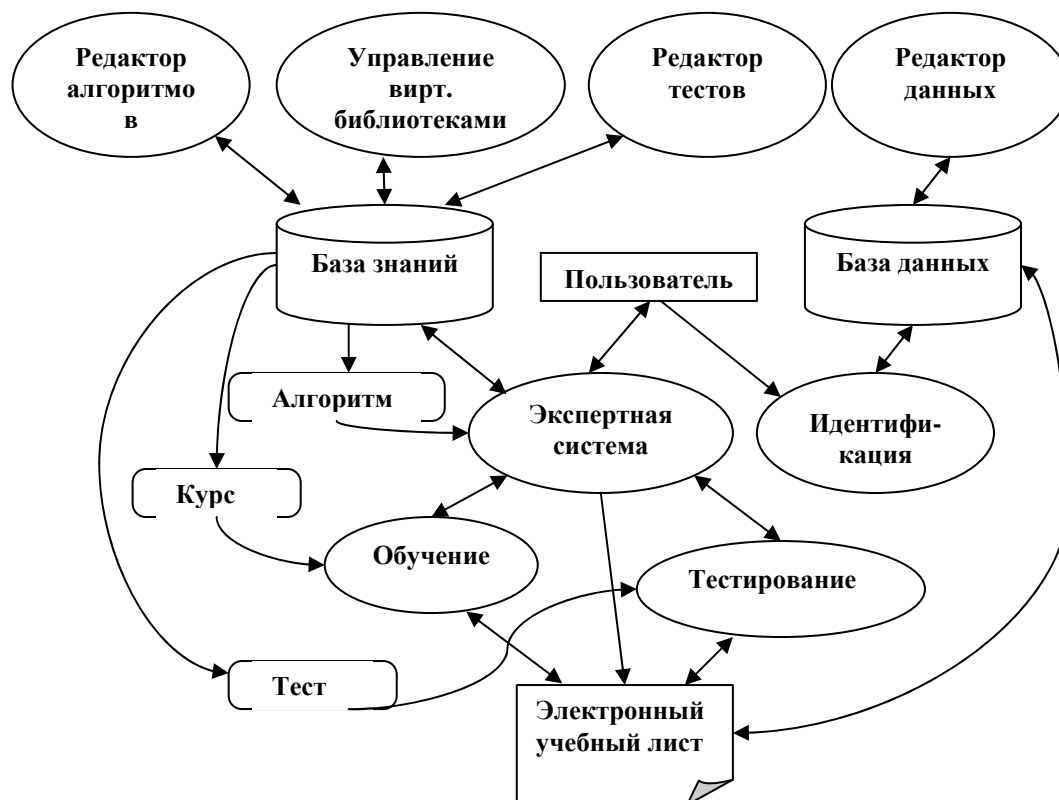 Редактор
алгоритмо
в
Управление
вирт.
библиотеками
Редактор
тестов
Редактор
данных
База знаний
Пользователь
База данных
Алгоритм
Экспертная
система
Идентифи-
кация
Курс
Обучение
Тестирование
Тест
Электронный
учебный лист